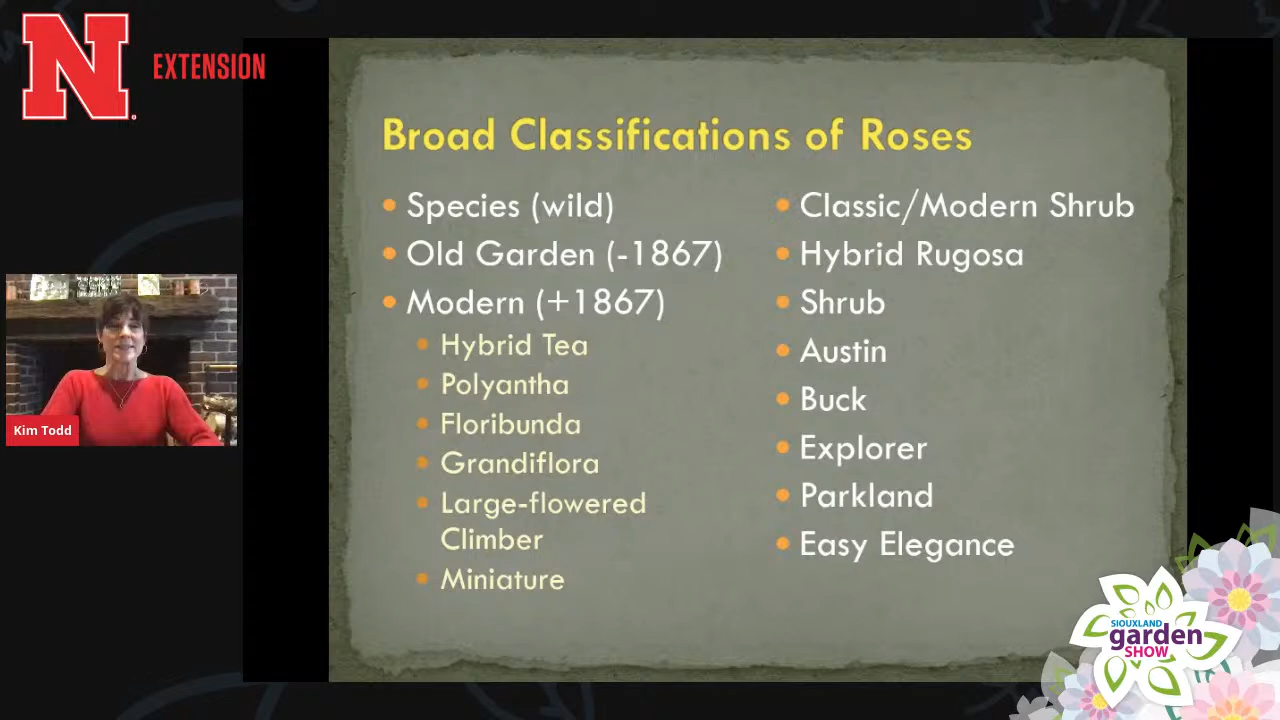 N
EXTENSION
Broad Classifications of Roses
• Species (wild)
• Old Garden (-1867)
• Modern (+1867)
• Hybrid Tea
• Polyantha
• Floribunda
• Grandiflora
• Large-flowered
Climber
• Miniature
• Classic/Modern Shrub
• Hybrid Rugosa
• Shrub
• Austin
• Buck
• Explorer
• Parkland
• Easy Elegance
Kim Todd
SIOUXLAND
garden
SHOW